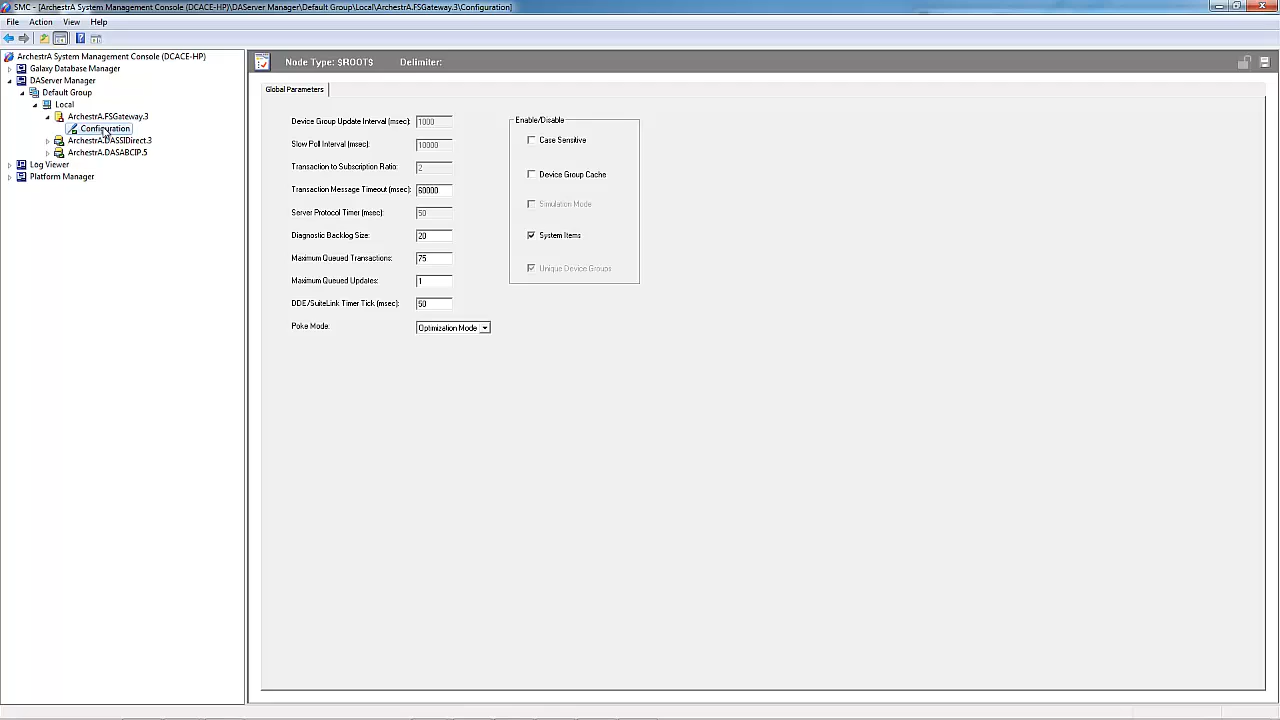 SMC - [ArchestrA System Management Console (DCACE-HP)\DAServer Manager\Default Group\Local\ArchestrA.FSGateway.3\Configuration]
File Action View Help
ArchestrA System Management Console (DCACE-HP)
Galaxy Database Manager
DAServer Manager
Default Group
Local
ArchestrA.FSGateway.3
Configuration
ArchestrA.DASSIDirect.3
ArchestrA.DASABCIP.5
Log Viewer
Platform Manager
Node Type: $ROOT$ Delimiter:
Global Parameters
Device Group Update Interval (msec): 1000
Slow Poll Interval (msec): 10000
Transaction to Subscription Ratio: 2
Transaction Message Timeout (msec): 60000
Server Protocol Timer (msec): 50
Diagnostic Backlog Size: 20
Maximum Queued Transactions: 75
Maximum Queued Updates: 1
DDE/SuiteLink Timer Tick (msec): 50
Poke Mode: Optimization Mode
Enable/Disable
Case Sensitive
Device Group Cache
Simulation Mode
System Items
Unique Device Groups